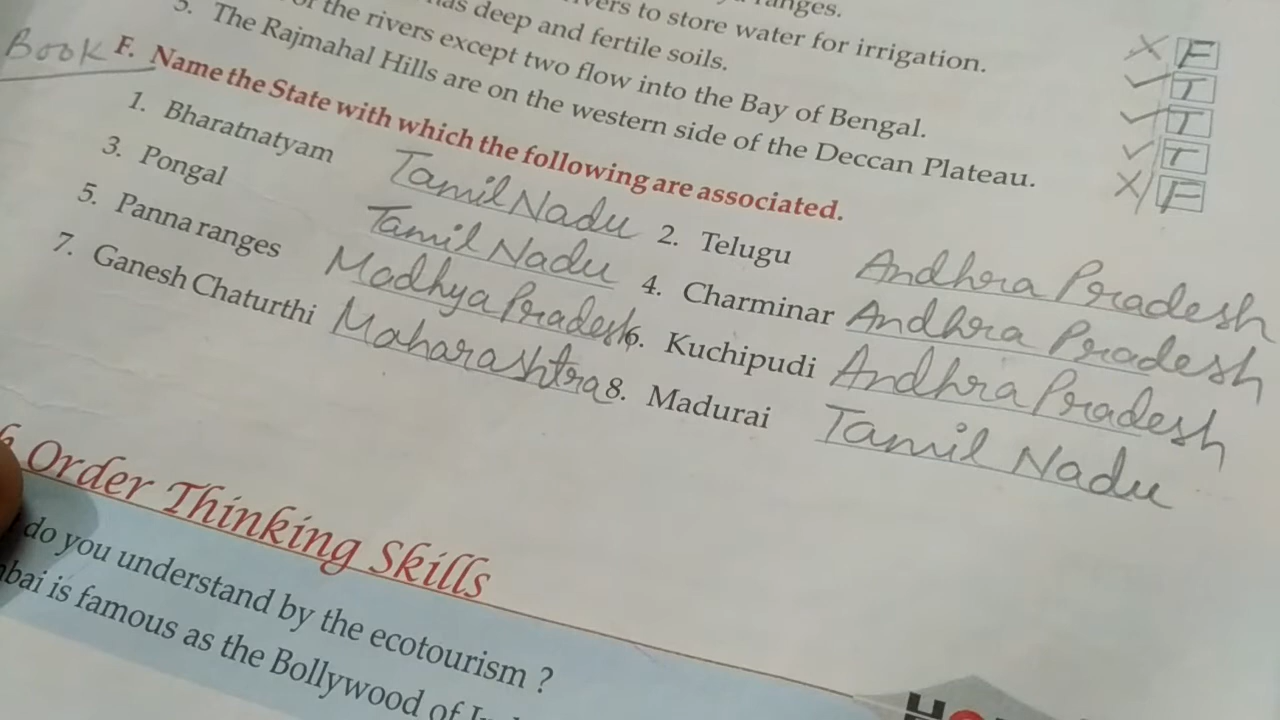 anges.
vers to store water for irrigation.
has deep and fertile soils.
of the rivers except two flow into the Bay of Bengal.
5. The Rajmahal Hills are on the western side of the Deccan Plateau.
X F
✓ T
✓ T
✓ T
X F
Book
F. Name the State with which the following are associated.
1. Bharatnatyam Tamil Nadu 2. Telugu Andhra Pradesh
3. Pongal Tamil Nadu 4. Charminar Andhra Pradesh
5. Panna ranges Madhya Pradesh 6. Kuchipudi Andhra Pradesh
7. Ganesh Chaturthi Maharashtra 8. Madurai Tamil Nadu
Order Thinking Skills
do you understand by the ecotourism ?
bai is famous as the Bollywood of